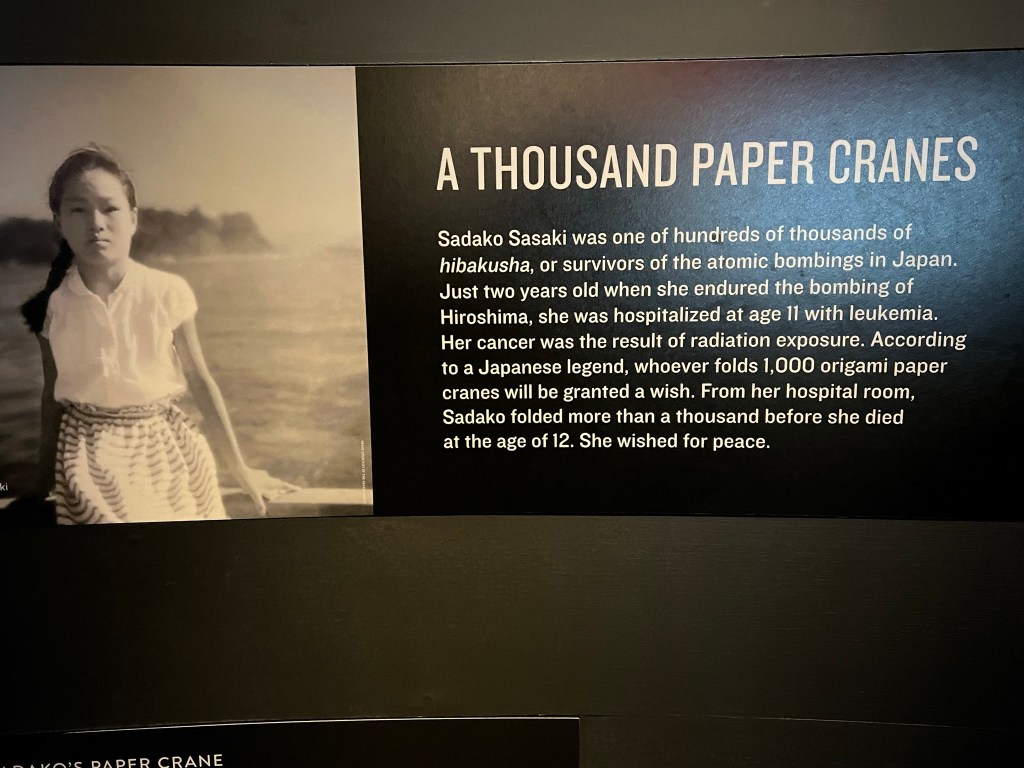 A THOUSAND PAPER CRANES
Sadako Sasaki was one of hundreds of thousands of
hibakusha, or survivors of the atomic bombings in Japan.
Just two years old when she endured the bombing of
Hiroshima, she was hospitalized at age 11 with leukemia.
Her cancer was the result of radiation exposure. According
to a Japanese legend, whoever folds 1,000 origami paper
cranes will be granted a wish. From her hospital room,
Sadako folded more than a thousand before she died
at the age of 12. She wished for peace.
ki
ADAKO'S PAPER CRANE